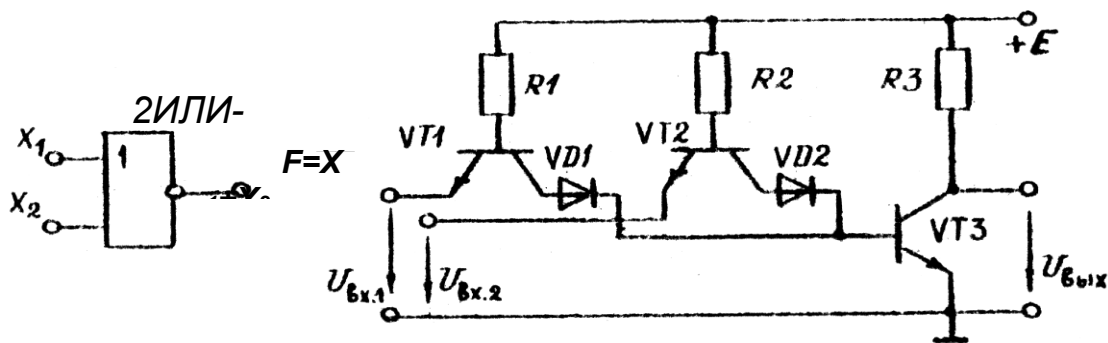 2ИЛИ-
X₁
1
X₂
F=X
R1
R2
R3
+E
VT1
VD1
VT2
VD2
VT3
Uвх.1
Uвх.2
Uвых